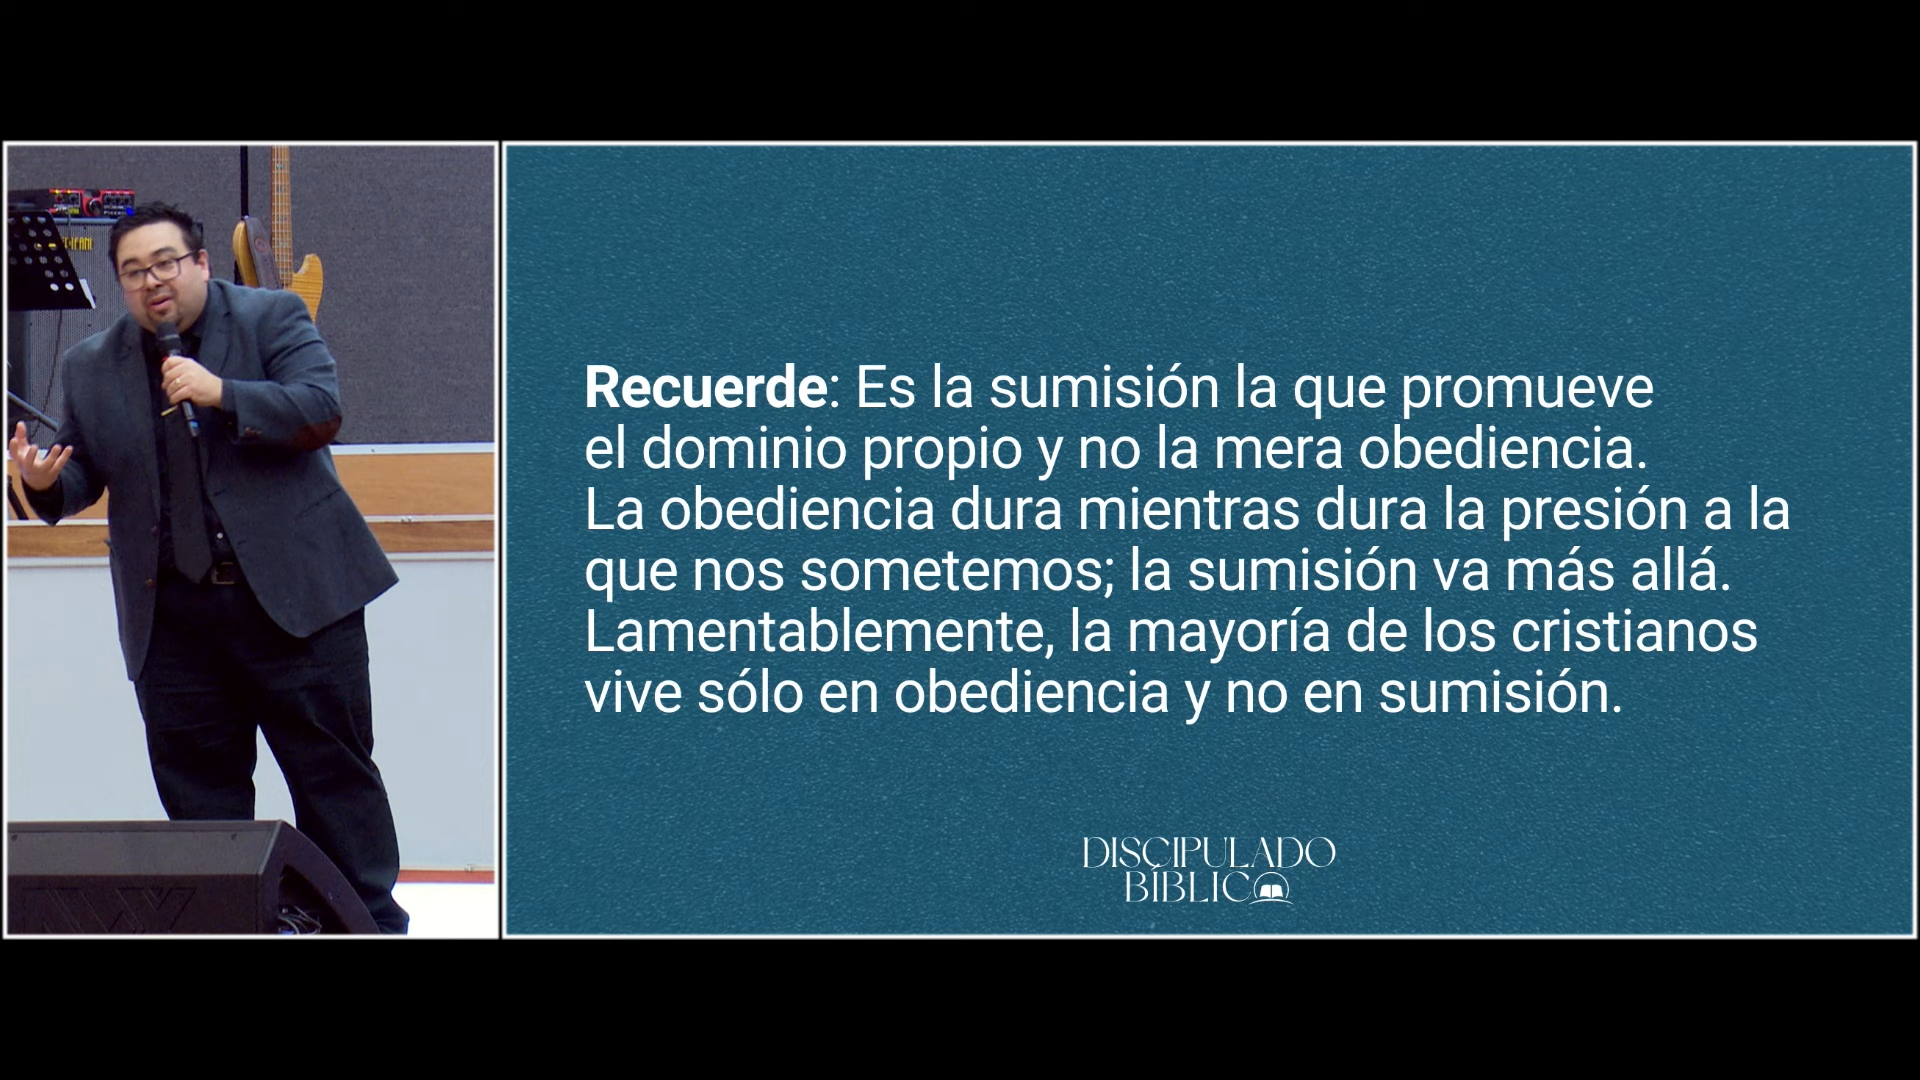 Recuerde: Es la sumisión la que promueve
el dominio propio y no la mera obediencia.
La obediencia dura mientras dura la presión a la
que nos sometemos; la sumisión va más allá.
Lamentablemente, la mayoría de los cristianos
vive sólo en obediencia y no en sumisión.
DISCIPULADO
BÍBLICO